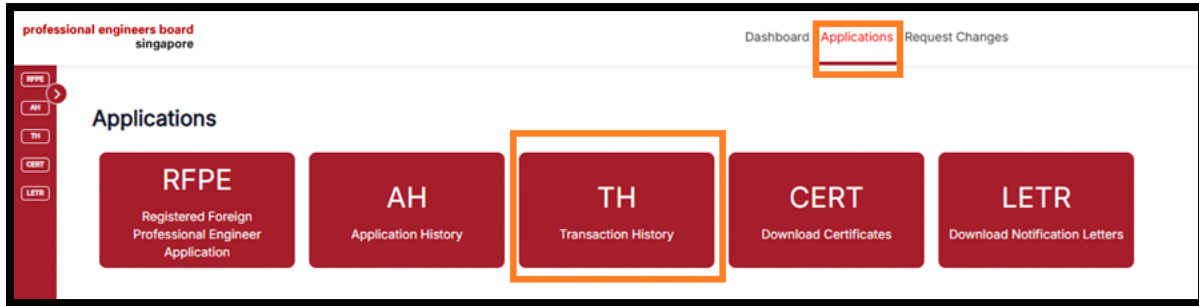 professional engineers board
singapore
Dashboard Applications Request Changes
RFPE
AH
TH
CERT
LETR
Applications
RFPE
Registered Foreign
Professional Engineer
Application
AH
Application History
TH
Transaction History
CERT
Download Certificates
LETR
Download Notification Letters